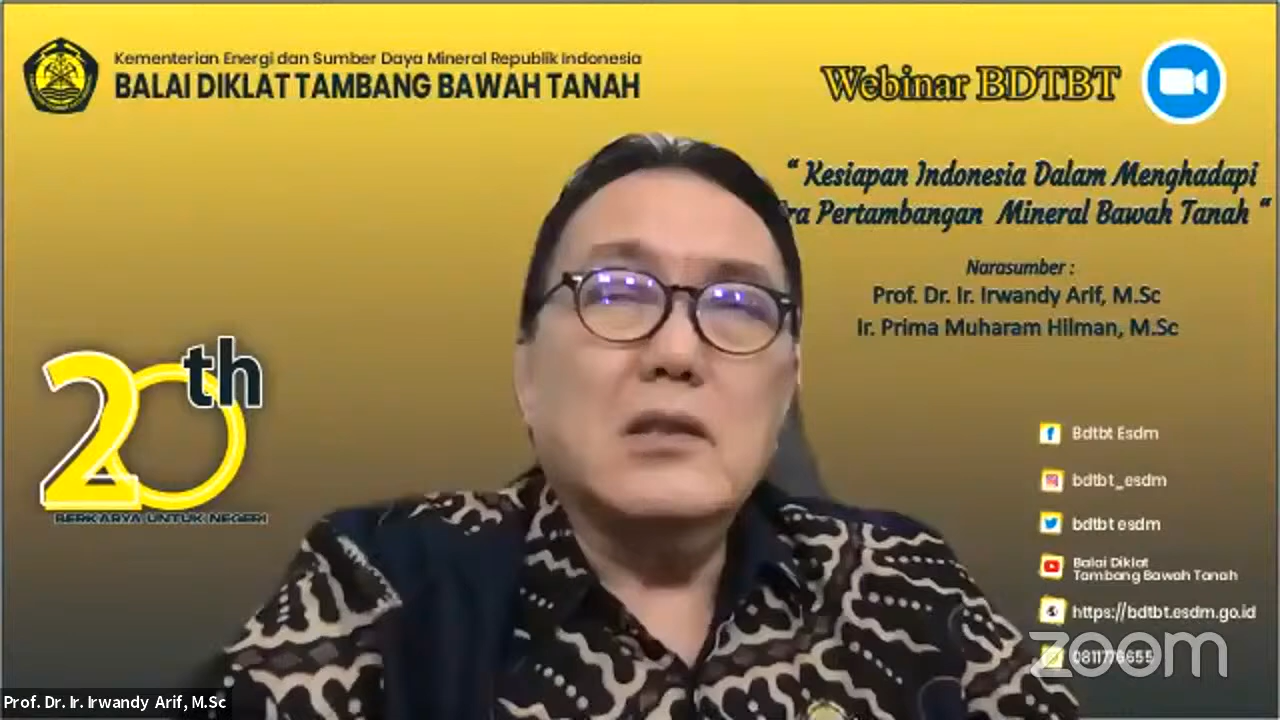 Kementerian Energi dan Sumber Daya Mineral Republik Indonesia
BALAI DIKLAT TAMBANG BAWAH TANAH
Webinar BDTBT
“ Kesiapan Indonesia Dalam Menghadapi
ra Pertambangan Mineral Bawah Tanah “
Narasumber :
Prof. Dr. Ir. Irwandy Arif, M.Sc
Ir. Prima Muharam Hilman, M.Sc
20th
BERKARYA UNTUK NEGERI
Bdtbt Esdm
bdtbt_esdm
bdtbt esdm
Balai Diklat
Tambang Bawah Tanah
https://bdtbt.esdm.go.id
0811776655
zoom
Prof. Dr. Ir. Irwandy Arif, M.Sc